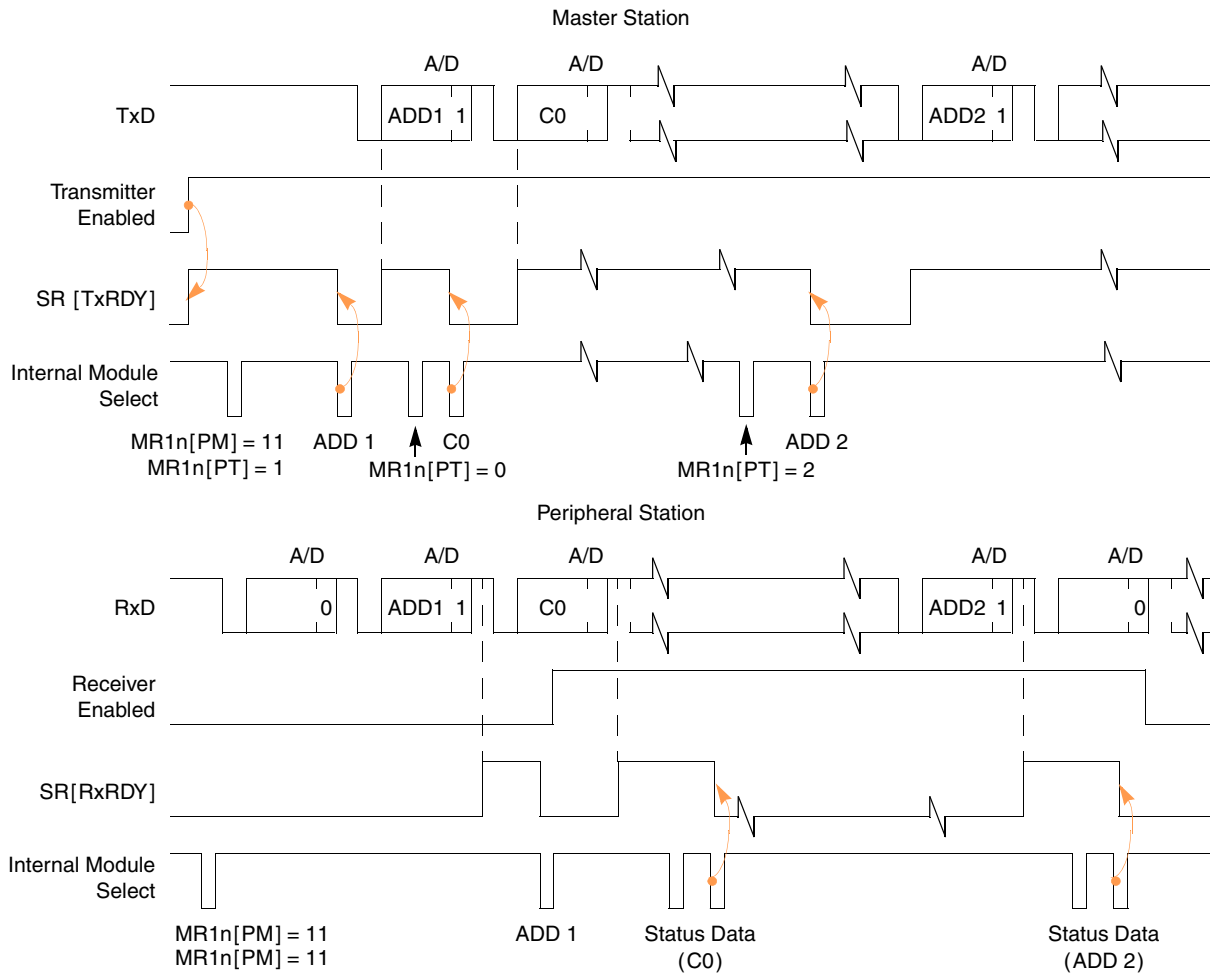 Master Station
A/D A/D A/D
TxD ADD1 1 C0 ADD2 1
Transmitter
Enabled
SR [TxRDY]
Internal Module
Select
MR1n[PM] = 11 ADD 1 C0 ADD 2
MR1n[PT] = 1 MR1n[PT] = 0 MR1n[PT] = 2
Peripheral Station
A/D A/D A/D A/D A/D
RxD 0 ADD1 1 C0 ADD2 1 0
Receiver
Enabled
SR[RxRDY]
Internal Module
Select
MR1n[PM] = 11 ADD 1 Status Data Status Data
MR1n[PM] = 11 (C0) (ADD 2)